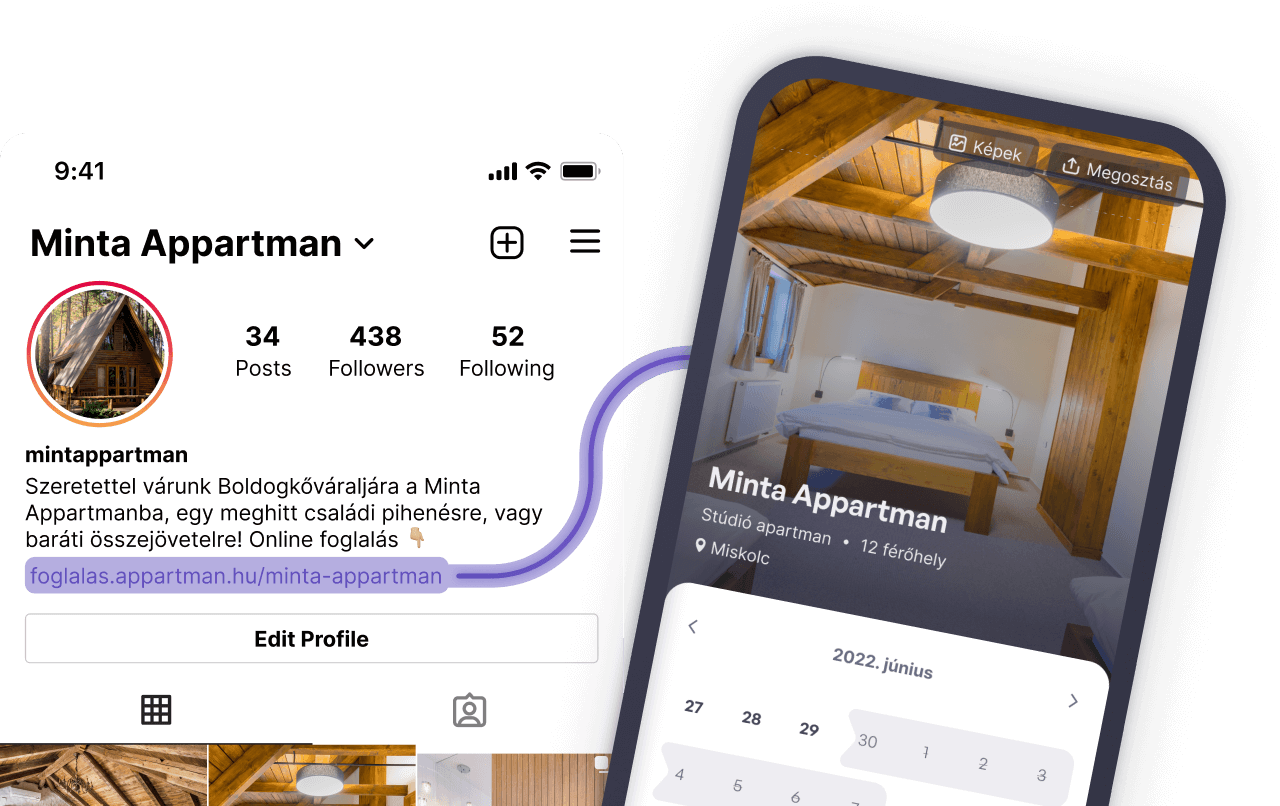 9:41
Minta Appartman
34
438
52
Posts
Followers
Following
mintappartman
Szeretettel várunk Boldogkőváraljára a Minta
Appartmanba, egy meghitt családi pihenésre, vagy
baráti összejövetelre! Online foglalás 👇🏼
foglalas.appartman.hu/minta-appartman
Edit Profile
Képek
Megosztás
Minta Appartman
Stúdió apartman • 12 férőhely
Miskolc
2022. június
27 28 29 30 1 2 3
4 5 6 7